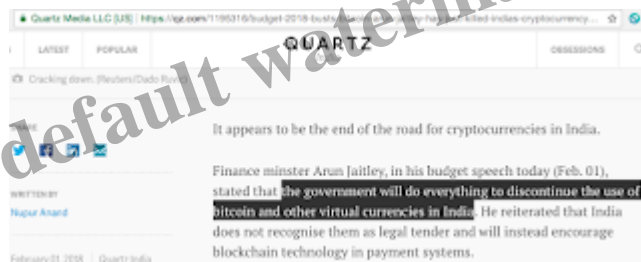 Quartz Media LLC [US] | https://qz.com/1195316/budget-2018-busts
LATEST POPULAR QUARTZ OBSESSIONS
Cracking down. (Reuters/Dado Ruvic)
default
It appears to be the end of the road for cryptocurrencies in India.
Finance minster Arun Jaitley, in his budget speech today (Feb. 01),
stated that the government will do everything to discontinue the use of
bitcoin and other virtual currencies in India. He reiterated that India
does not recognise them as legal tender and will instead encourage
blockchain technology in payment systems.
WRITTEN BY
Nupur Anand
February 01, 2018 Quartz India